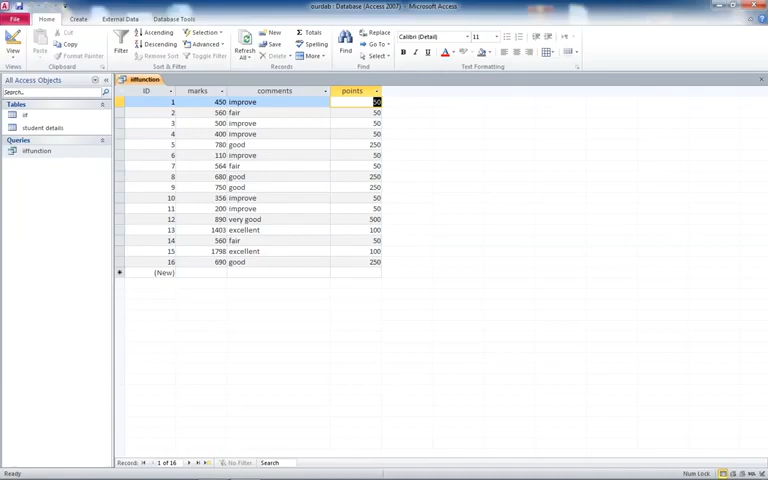 ourdab : Database (Access 2007) - Microsoft Access
File Home Create External Data Database Tools
View
Views
Paste
Cut
Copy
Format Painter
Clipboard
Filter
Ascending
Descending
Remove Sort
Selection
Advanced
Toggle Filter
Sort & Filter
Refresh All
New
Save
Delete
Totals
Spelling
More
Records
Find
Replace
Go To
Select
Find
Calibri (Detail) 11
B I U A
Text Formatting
All Access Objects
Search...
Tables
iif
student details
Queries
iiffunction
iiffunction
ID marks comments points
1 450 improve 50
2 560 fair 50
3 500 improve 50
4 400 improve 50
5 780 good 250
6 110 improve 50
7 564 fair 50
8 680 good 250
9 750 good 250
10 356 improve 50
11 200 improve 50
12 890 very good 500
13 1403 excellent 100
14 560 fair 50
15 1798 excellent 100
16 690 good 250
(New)
Record: 1 of 16 No Filter Search
Ready
Num Lock
SQL